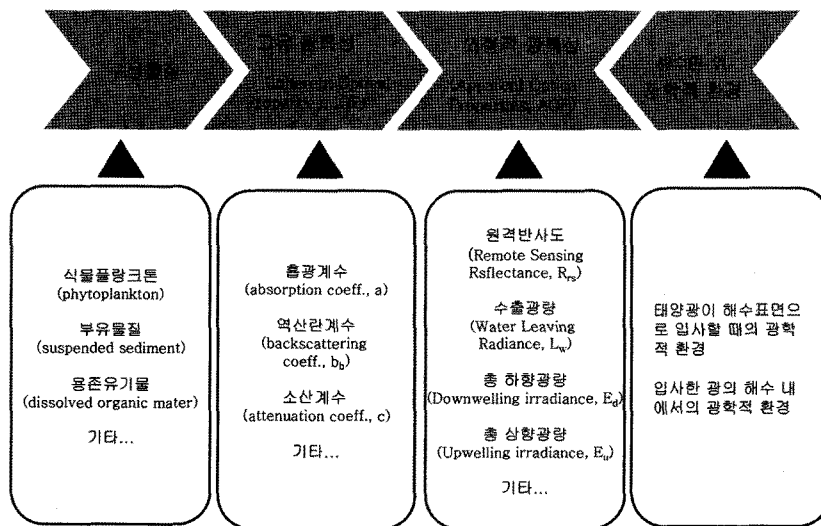 식물플랑크톤
(phytoplankton)
부유물질
(suspended sediment)
용존유기물
(dissolved organic mater)
기타...
흡광계수
(absorption coeff., a)
역산란계수
(backscattering
coeff., b_b)
소산계수
(attenuation coeff., c)
기타...
원격반사도
(Remote Sensing
Rsflectance, R_rs)
수출광량
(Water Leaving
Radiance, L_w)
총 하향광량
(Downwelling irradiance, E_d)
총 상향광량
(Upwelling irradiance, E_u)
기타...
태양광이 해수표면으
로 입사할 때의 광학
적 환경
입사한 광의 해수 내
에서의 광학적 환경